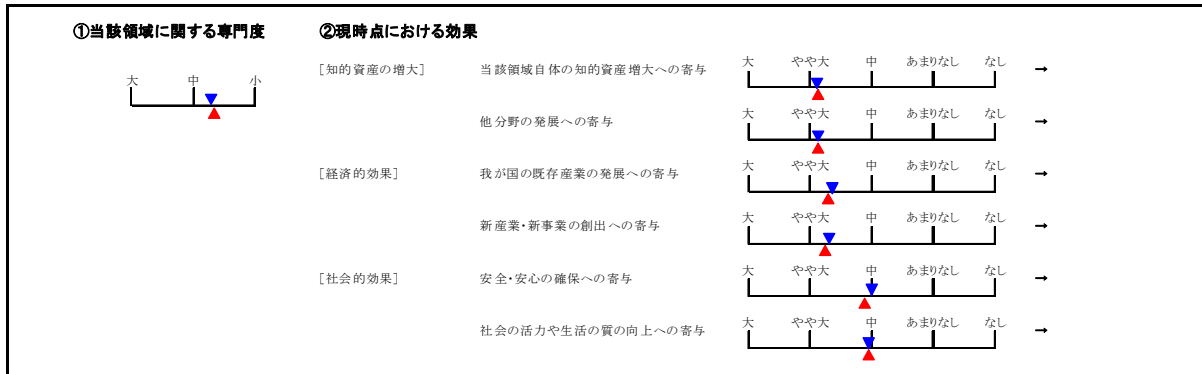 ①当該領域に関する専門度 ②現時点における効果
大 中 小
[知的資産の増大] 当該領域自体の知的資産増大への寄与 大 やや大 中 あまりなし なし →
他分野の発展への寄与 大 やや大 中 あまりなし なし →
[経済的効果] 我が国の既存産業の発展への寄与 大 やや大 中 あまりなし なし →
新産業・新事業の創出への寄与 大 やや大 中 あまりなし なし →
[社会的効果] 安全・安心の確保への寄与 大 やや大 中 あまりなし なし →
社会の活力や生活の質の向上への寄与 大 やや大 中 あまりなし なし →